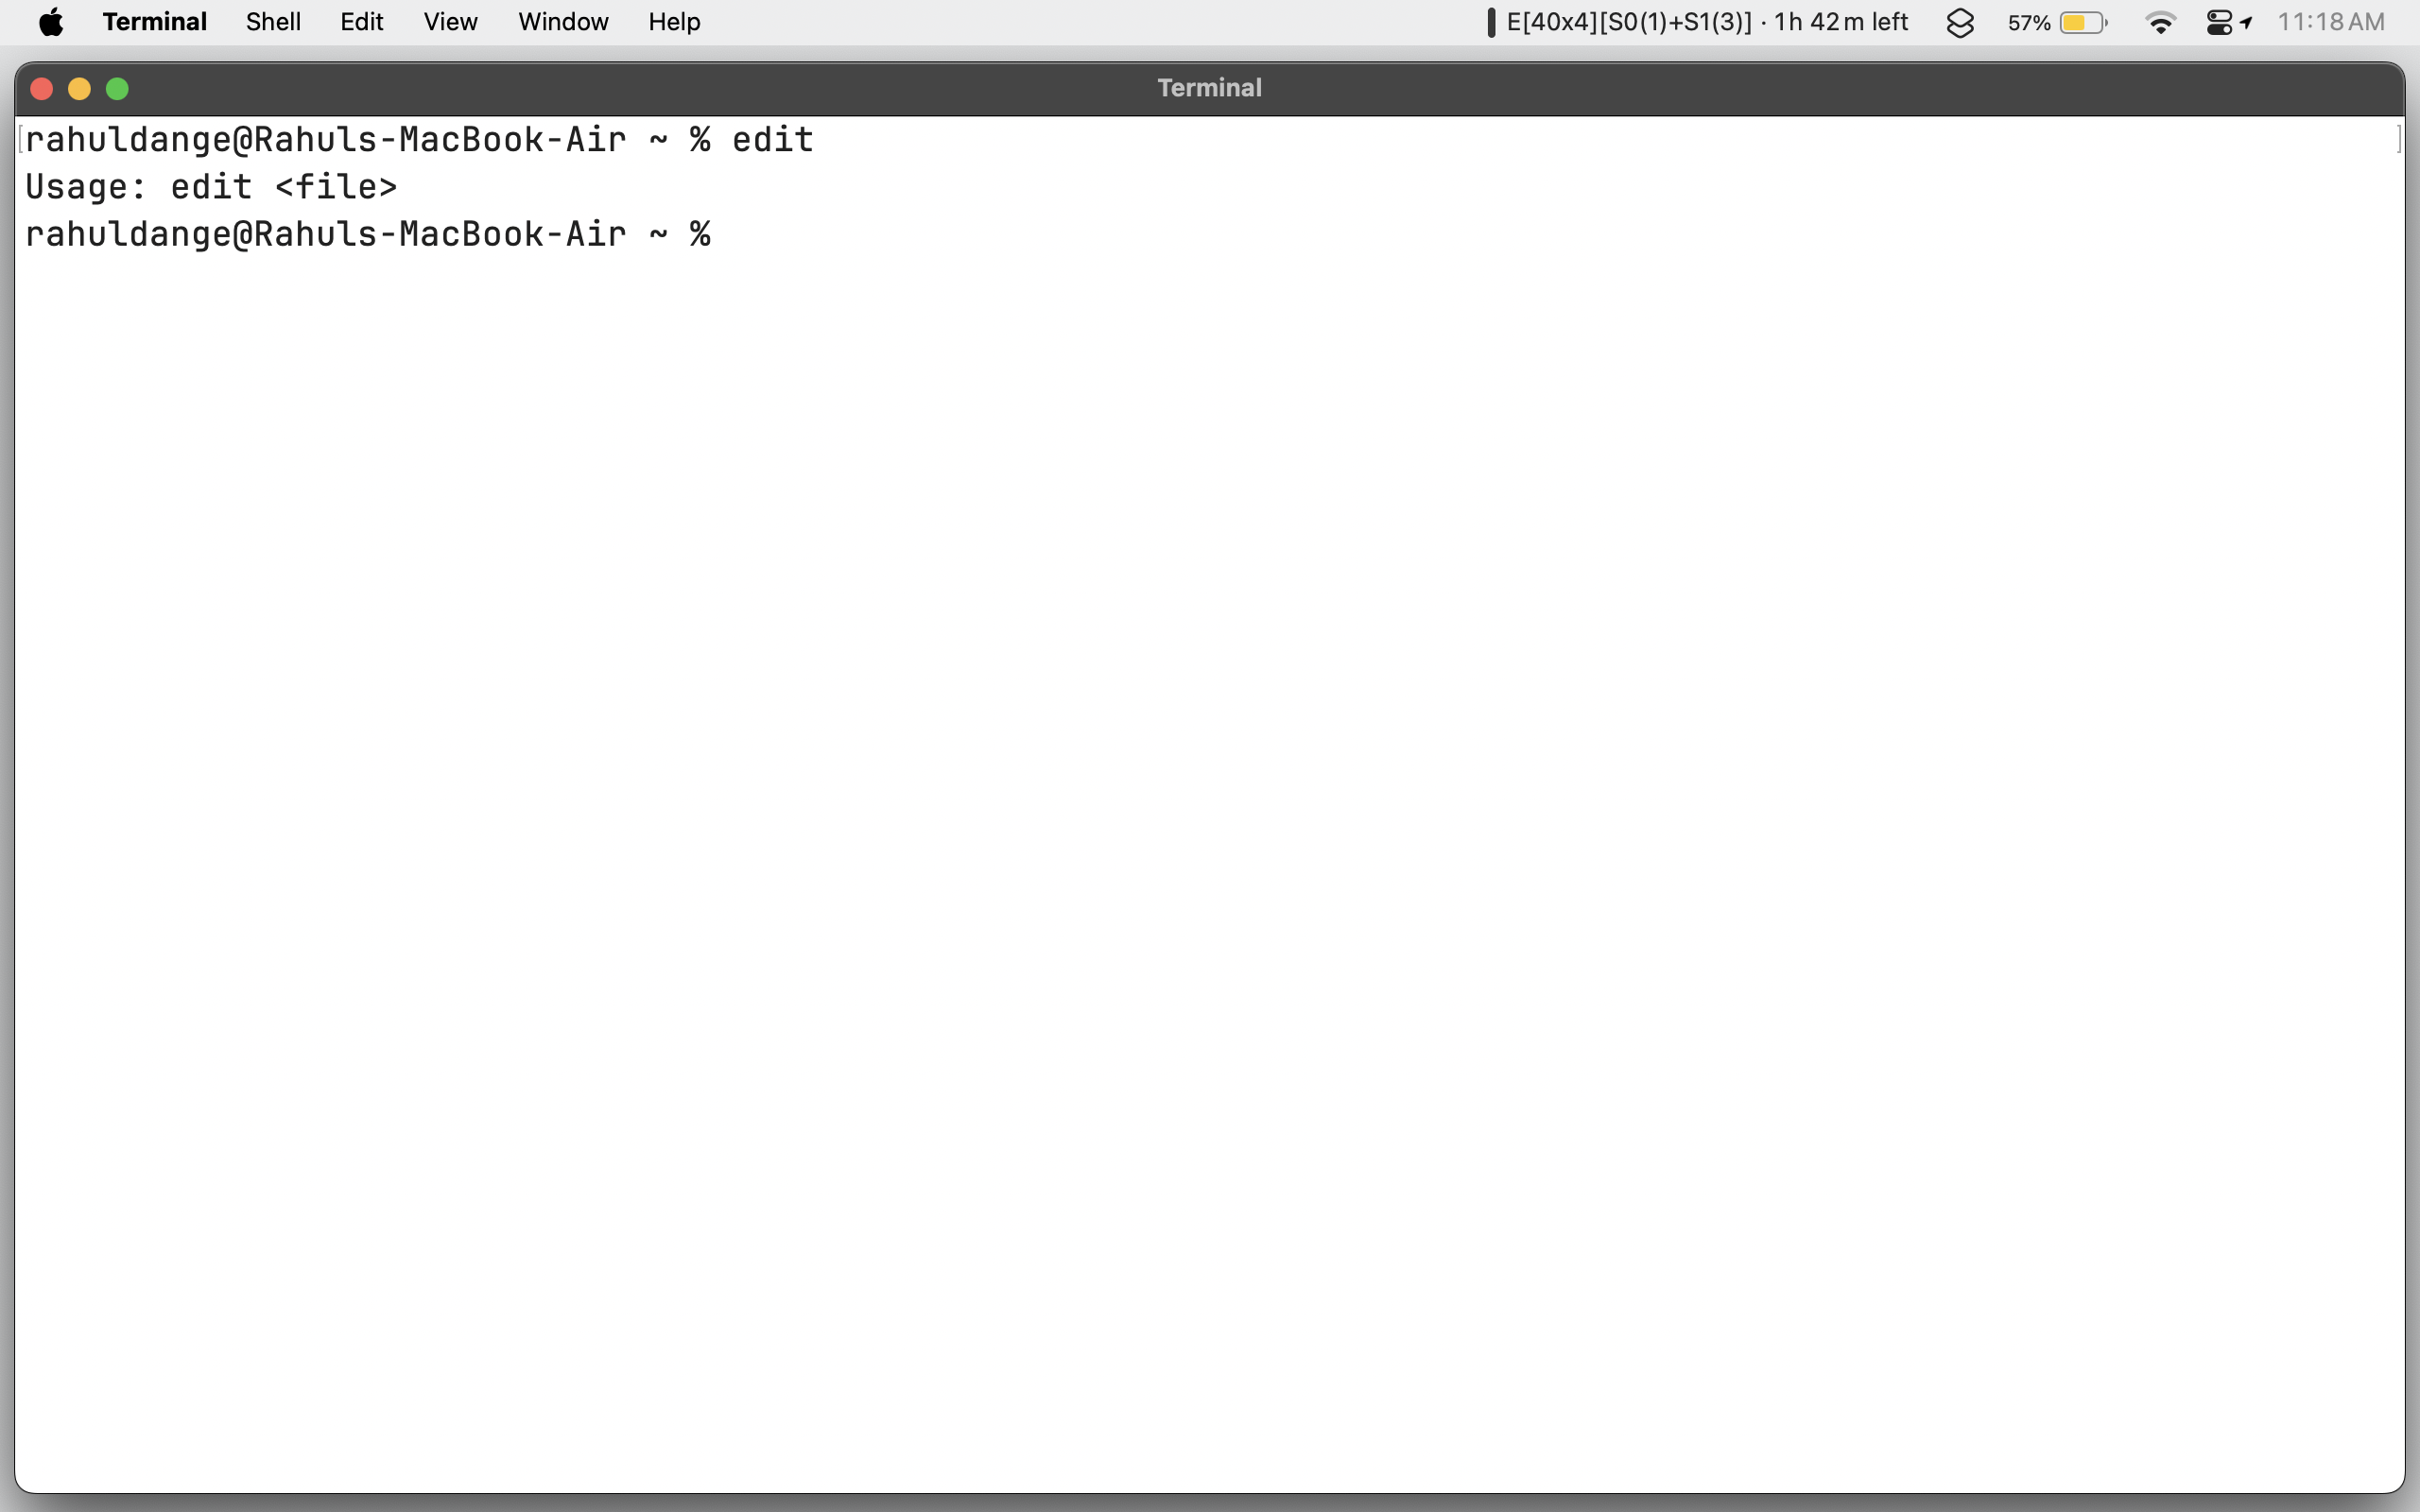 Terminal Shell Edit View Window Help E[40x4][S0(1)+S1(3)] · 1h 42m left 57% 11:18 AM
Terminal
rahuldange@Rahuls-MacBook-Air ~ % edit
Usage: edit <file>
rahuldange@Rahuls-MacBook-Air ~ %